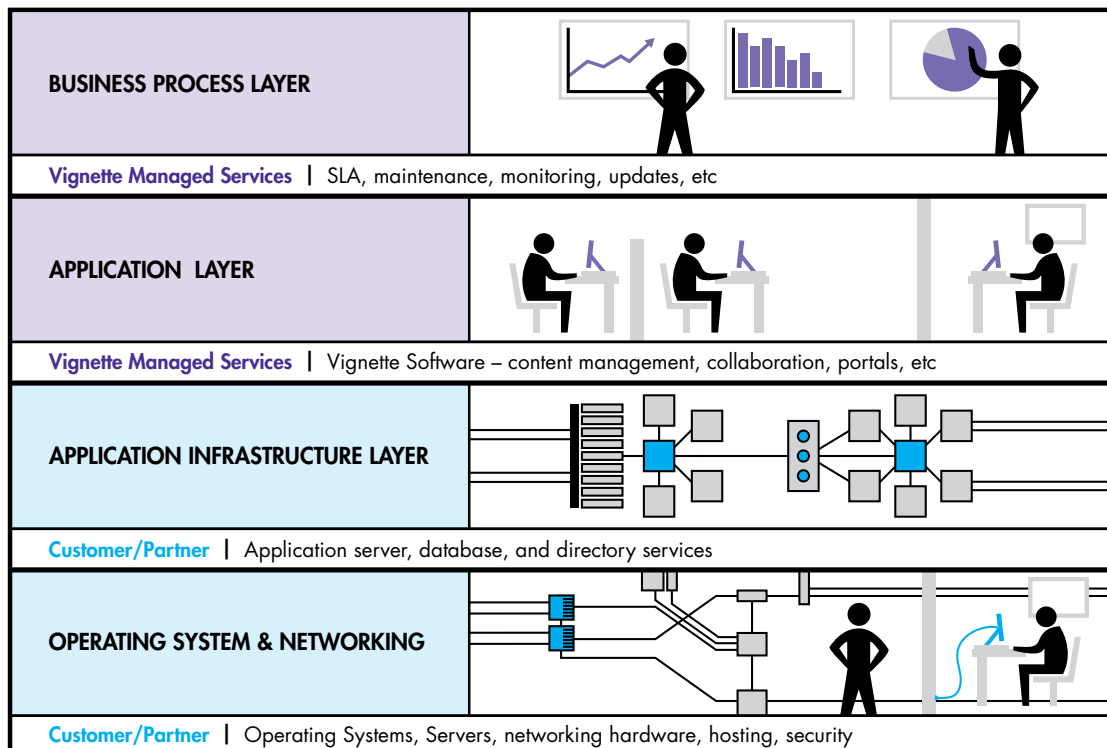 BUSINESS PROCESS LAYER
Vignette Managed Services | SLA, maintenance, monitoring, updates, etc
APPLICATION LAYER
Vignette Managed Services | Vignette Software – content management, collaboration, portals, etc
APPLICATION INFRASTRUCTURE LAYER
Customer/Partner | Application server, database, and directory services
OPERATING SYSTEM & NETWORKING
Customer/Partner | Operating Systems, Servers, networking hardware, hosting, security